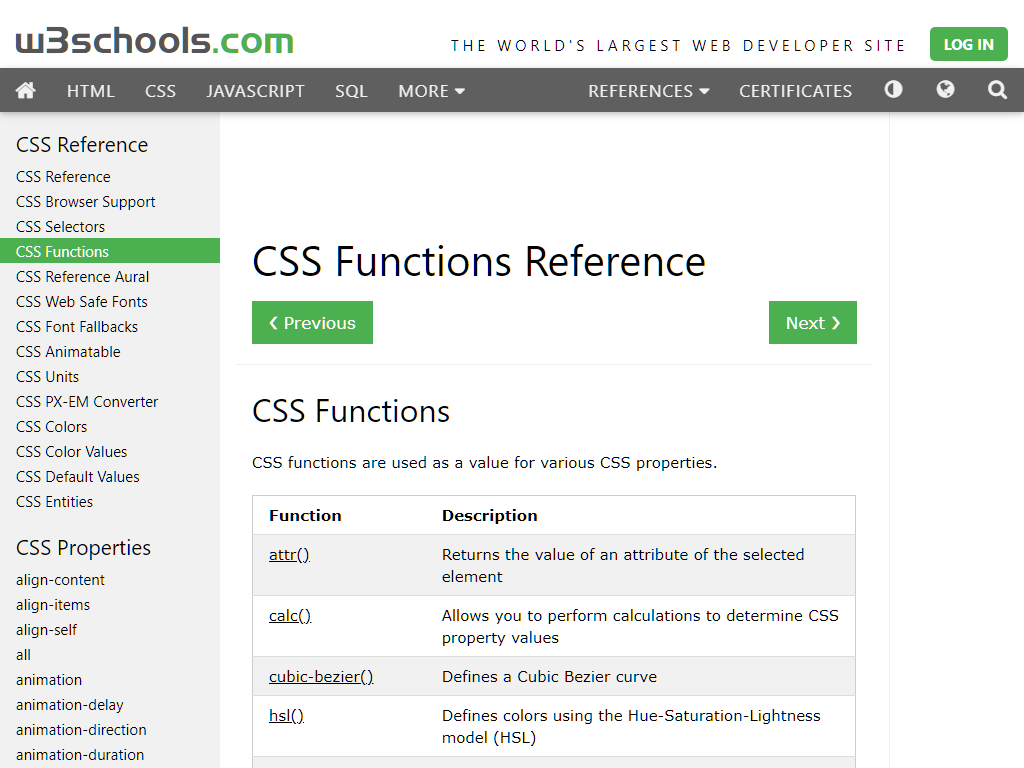 w3schools.com
THE WORLD'S LARGEST WEB DEVELOPER SITE
LOG IN
HTML CSS JAVASCRIPT SQL MORE REFERENCES CERTIFICATES
CSS Reference
CSS Reference
CSS Browser Support
CSS Selectors
CSS Functions
CSS Reference Aural
CSS Web Safe Fonts
CSS Font Fallbacks
CSS Animatable
CSS Units
CSS PX-EM Converter
CSS Colors
CSS Color Values
CSS Default Values
CSS Entities
CSS Properties
align-content
align-items
align-self
all
animation
animation-delay
animation-direction
animation-duration
CSS Functions Reference
❮ Previous
Next ❯
CSS Functions
CSS functions are used as a value for various CSS properties.
Function Description
attr() Returns the value of an attribute of the selected
element
calc() Allows you to perform calculations to determine CSS
property values
cubic-bezier() Defines a Cubic Bezier curve
hsl() Defines colors using the Hue-Saturation-Lightness
model (HSL)